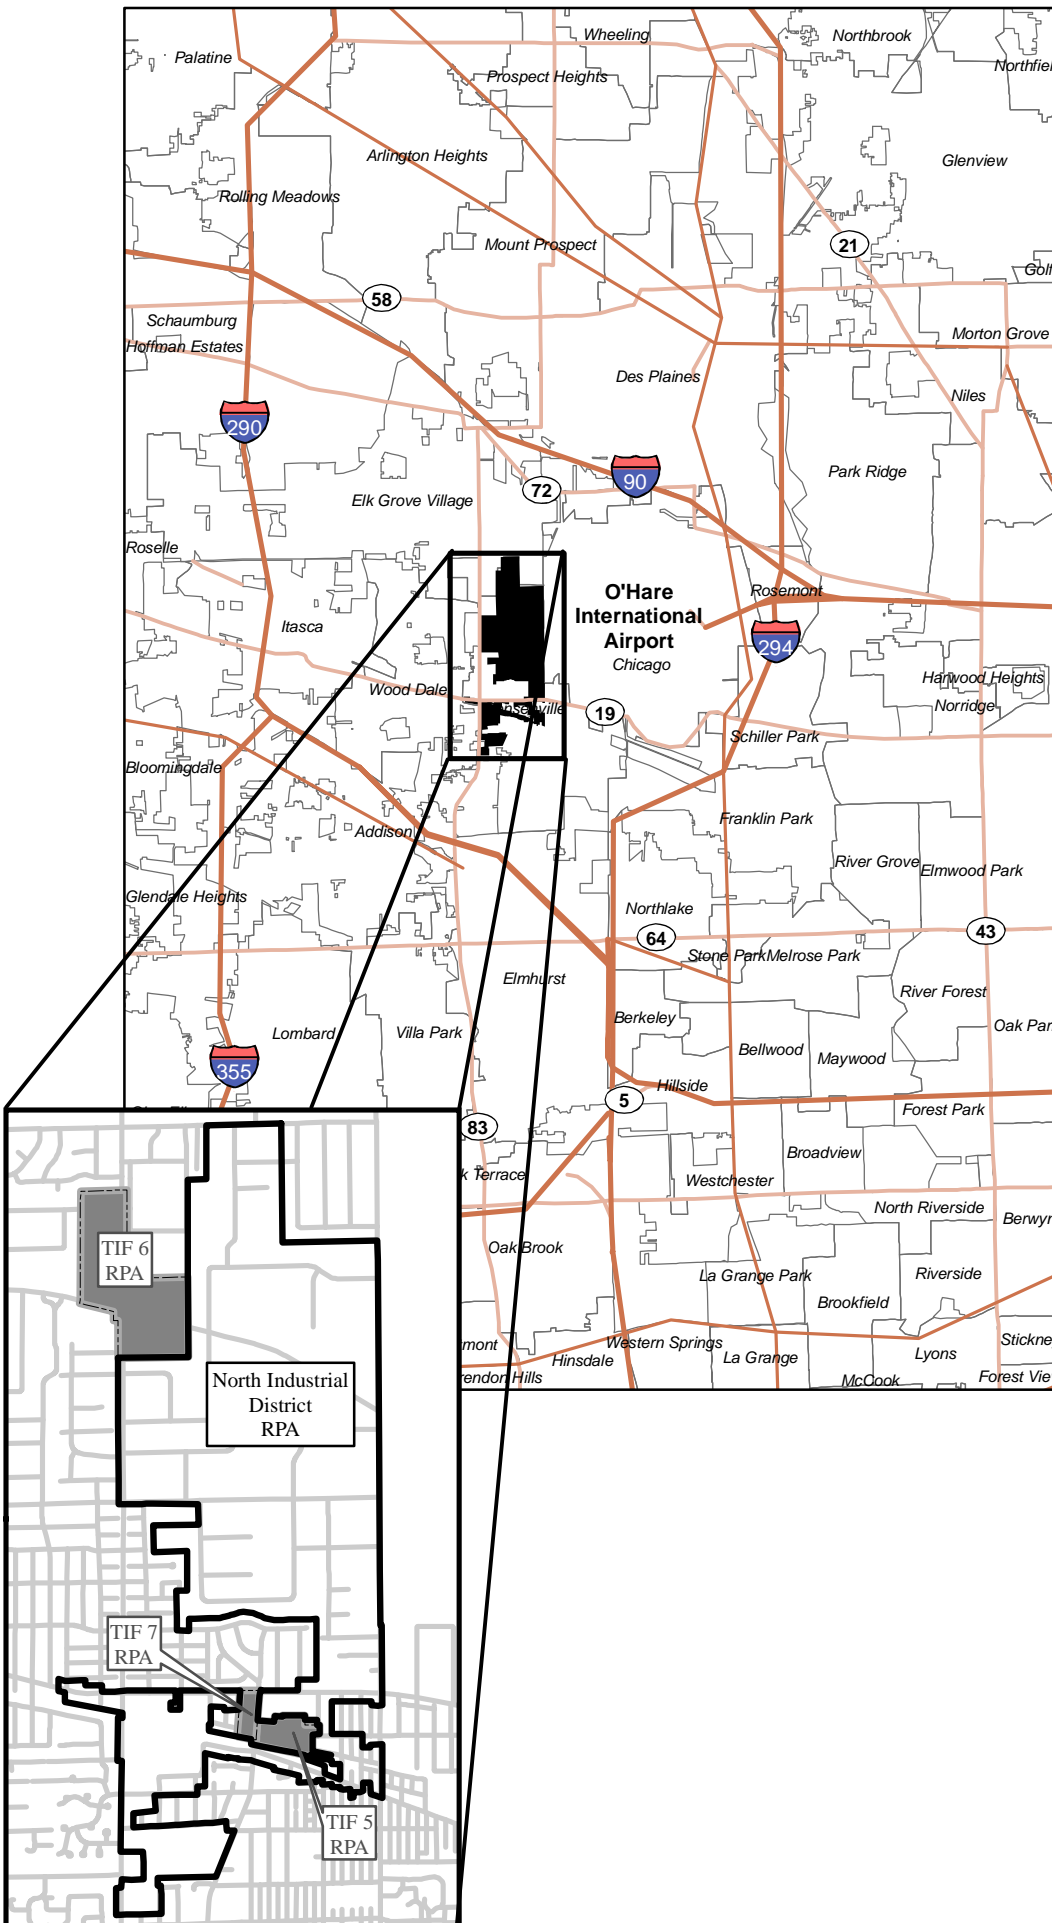 Wheeling
Northbrook
Palatine
Northfiel
Prospect Heights
Arlington Heights
Glenview
Rolling Meadows
Mount Prospect
21
Golf
58
Schaumburg
Morton Grove
Hoffman Estates
Des Plaines
Niles
290
Park Ridge
90
72
Elk Grove Village
Roselle
Rosemont
O'Hare
International
Airport
Chicago
Itasca
294
Harwood Heights
Wood Dale
Norridge
19
Schiller Park
Bloomingdale
Franklin Park
Addison
River Grove
Elmwood Park
Glendale Heights
Northlake
64
43
Stone Park
Melrose Park
Elmhurst
River Forest
Berkeley
Oak Par
Lombard
Villa Park
Bellwood
Maywood
355
Hillside
5
Forest Park
83
Broadview
k Terrace
Westchester
North Riverside
Berwyn
Oak Brook
La Grange Park
Riverside
Brookfield
mont
Western Springs
Stickne
Hinsdale
La Grange
Lyons
rendon Hills
McCook
Forest Vie
TIF 6
RPA
North Industrial
District
RPA
TIF 7
RPA
TIF 5
RPA